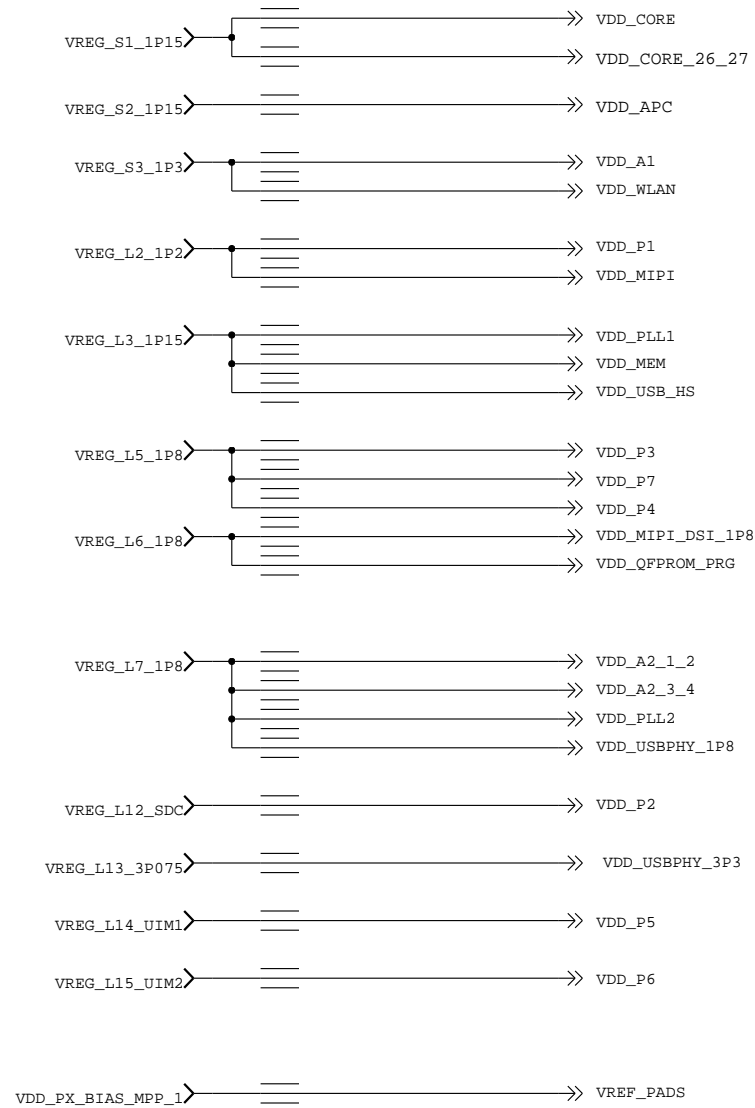 VDD_CORE
VREG_S1_1P15
VDD_CORE_26_27
VREG_S2_1P15
VDD_APC
VREG_S3_1P3
VDD_A1
VDD_WLAN
VREG_L2_1P2
VDD_P1
VDD_MIPI
VREG_L3_1P15
VDD_PLL1
VDD_MEM
VDD_USB_HS
VREG_L5_1P8
VDD_P3
VDD_P7
VDD_P4
VREG_L6_1P8
VDD_MIPI_DSI_1P8
VDD_QFPROM_PRG
VREG_L7_1P8
VDD_A2_1_2
VDD_A2_3_4
VDD_PLL2
VDD_USBPHY_1P8
VREG_L12_SDC
VDD_P2
VREG_L13_3P075
VDD_USBPHY_3P3
VREG_L14_UIM1
VDD_P5
VREG_L15_UIM2
VDD_P6
VDD_PX_BIAS_MPP_1
VREF_PADS